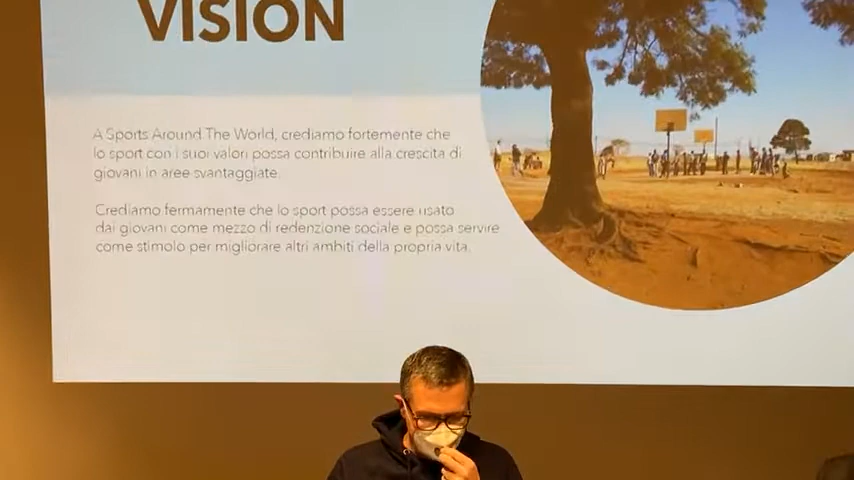 VISION
A Sports Around The World, crediamo fortemente che
lo sport con i suoi valori possa contribuire alla crescita di
giovani in aree svantaggiate.
Crediamo fermamente che lo sport possa essere usato
dai giovani come mezzo di redenzione sociale e possa servire
come stimolo per migliorare altri ambiti della propria vita.